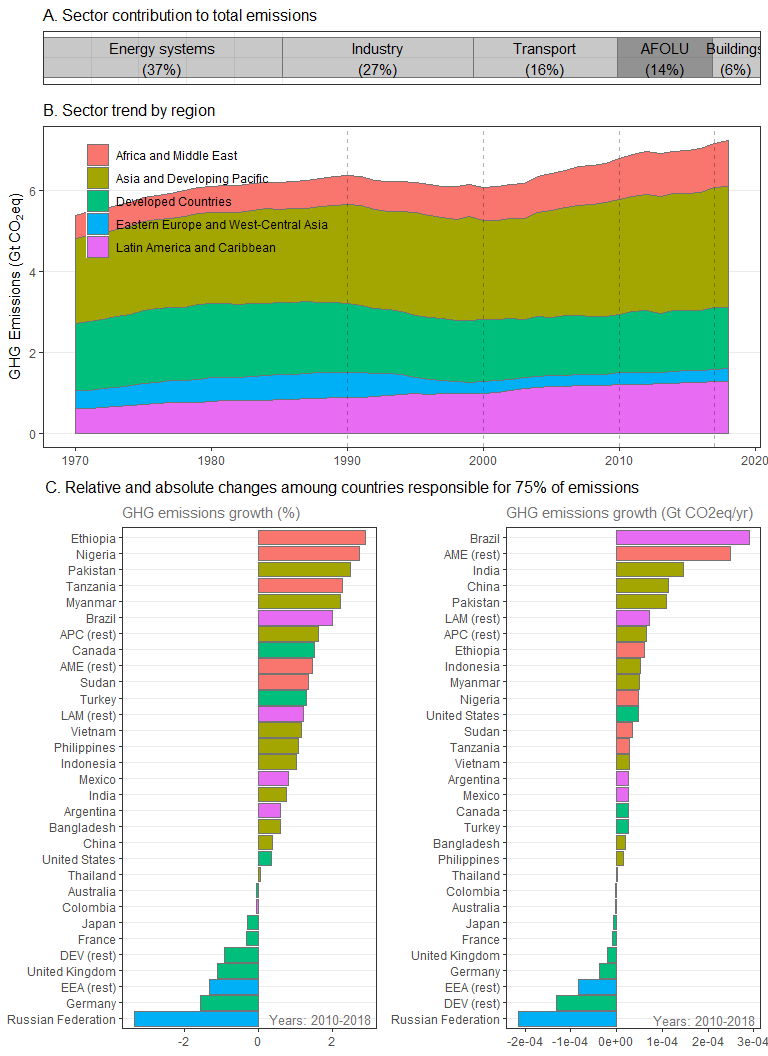 A. Sector contribution to total emissions
Energy systems Industry Transport AFOLU Buildings
(37%) (27%) (16%) (14%) (6%)
B. Sector trend by region
GHG Emissions (Gt CO2eq)
6
4
2
0
Africa and Middle East
Asia and Developing Pacific
Developed Countries
Eastern Europe and West-Central Asia
Latin America and Caribbean
1970 1980 1990 2000 2010 2020
C. Relative and absolute changes amoung countries responsible for 75% of emissions
GHG emissions growth (%)
Ethiopia
Nigeria
Pakistan
Tanzania
Myanmar
Brazil
APC (rest)
Canada
AME (rest)
Sudan
Turkey
LAM (rest)
Vietnam
Philippines
Indonesia
Mexico
India
Argentina
Bangladesh
China
United States
Thailand
Australia
Colombia
Japan
France
DEV (rest)
United Kingdom
EEA (rest)
Germany
Russian Federation
Years: 2010-2018
-2 0 2
GHG emissions growth (Gt CO2eq/yr)
Brazil
AME (rest)
India
China
Pakistan
LAM (rest)
APC (rest)
Ethiopia
Indonesia
Myanmar
Nigeria
United States
Sudan
Tanzania
Vietnam
Argentina
Mexico
Canada
Turkey
Bangladesh
Philippines
Thailand
Colombia
Australia
Japan
France
United Kingdom
Germany
EEA (rest)
DEV (rest)
Russian Federation
Years: 2010-2018
-2e-04 -1e-04 0e+00 1e-04 2e-04 3e-04